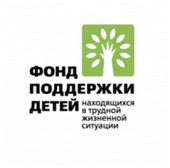 ФОНД
ПОДДЕРЖКИ
ДЕТЕЙ
находящихся
в трудной
жизненной
ситуации